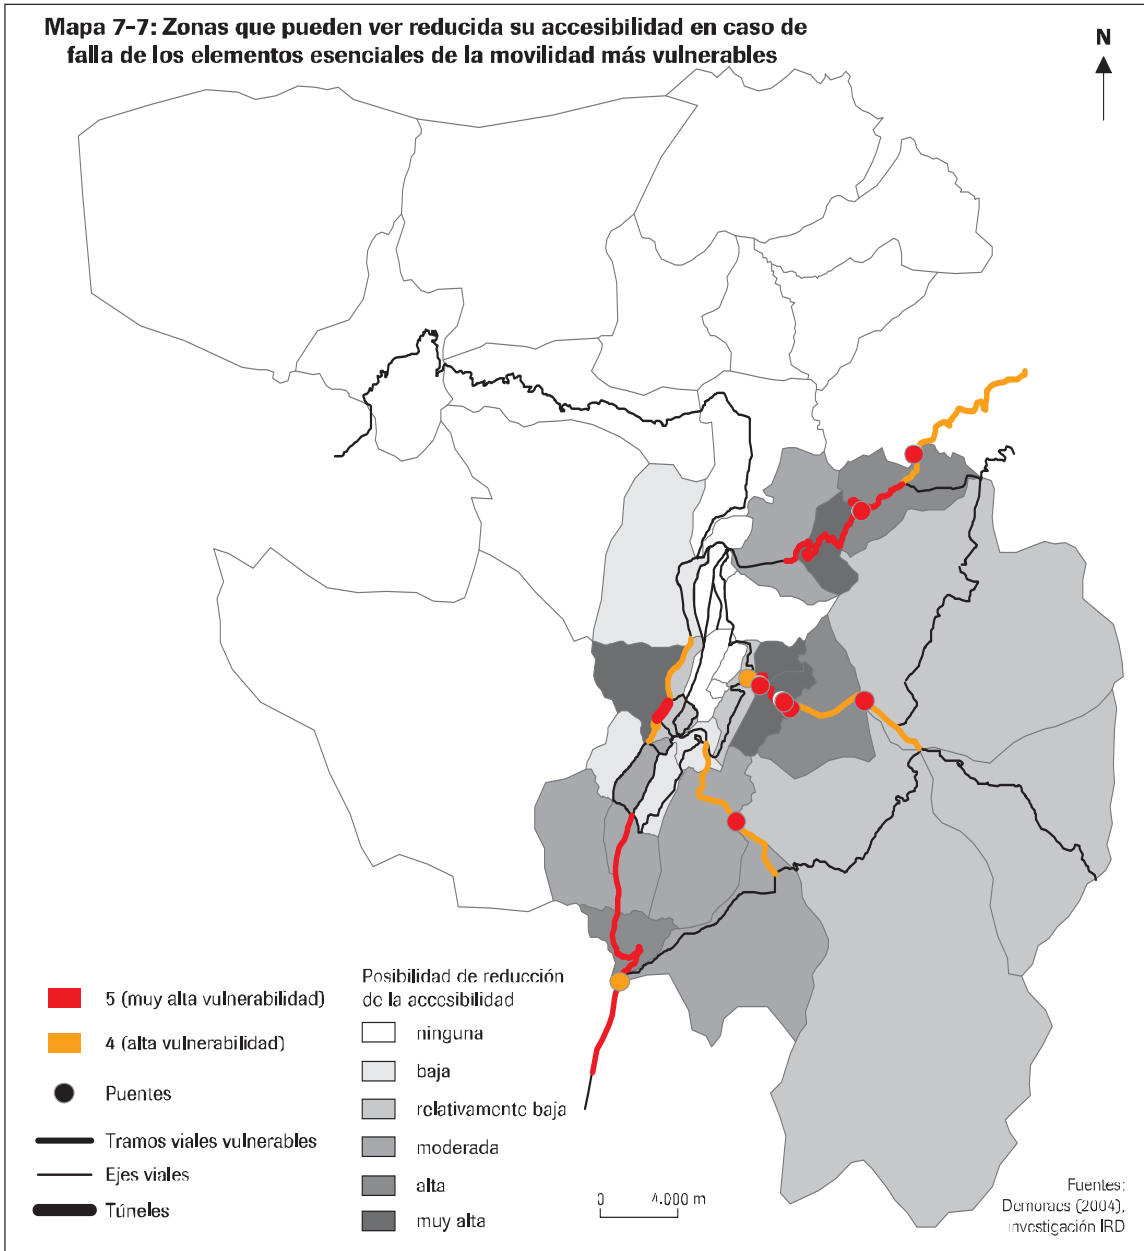 Mapa 7-7: Zonas que pueden ver reducida su accesibilidad en caso de
falla de los elementos esenciales de la movilidad más vulnerables
N
5 (muy alta vulnerabilidad)
4 (alta vulnerabilidad)
Puentes
Tramos viales vulnerables
Ejes viales
Túneles
Posibilidad de reducción
de la accesibilidad
ninguna
baja
relativamente baja
moderada
alta
muy alta
0 4.000 m
Fuentes:
Demoraes (2004),
investigación IRD